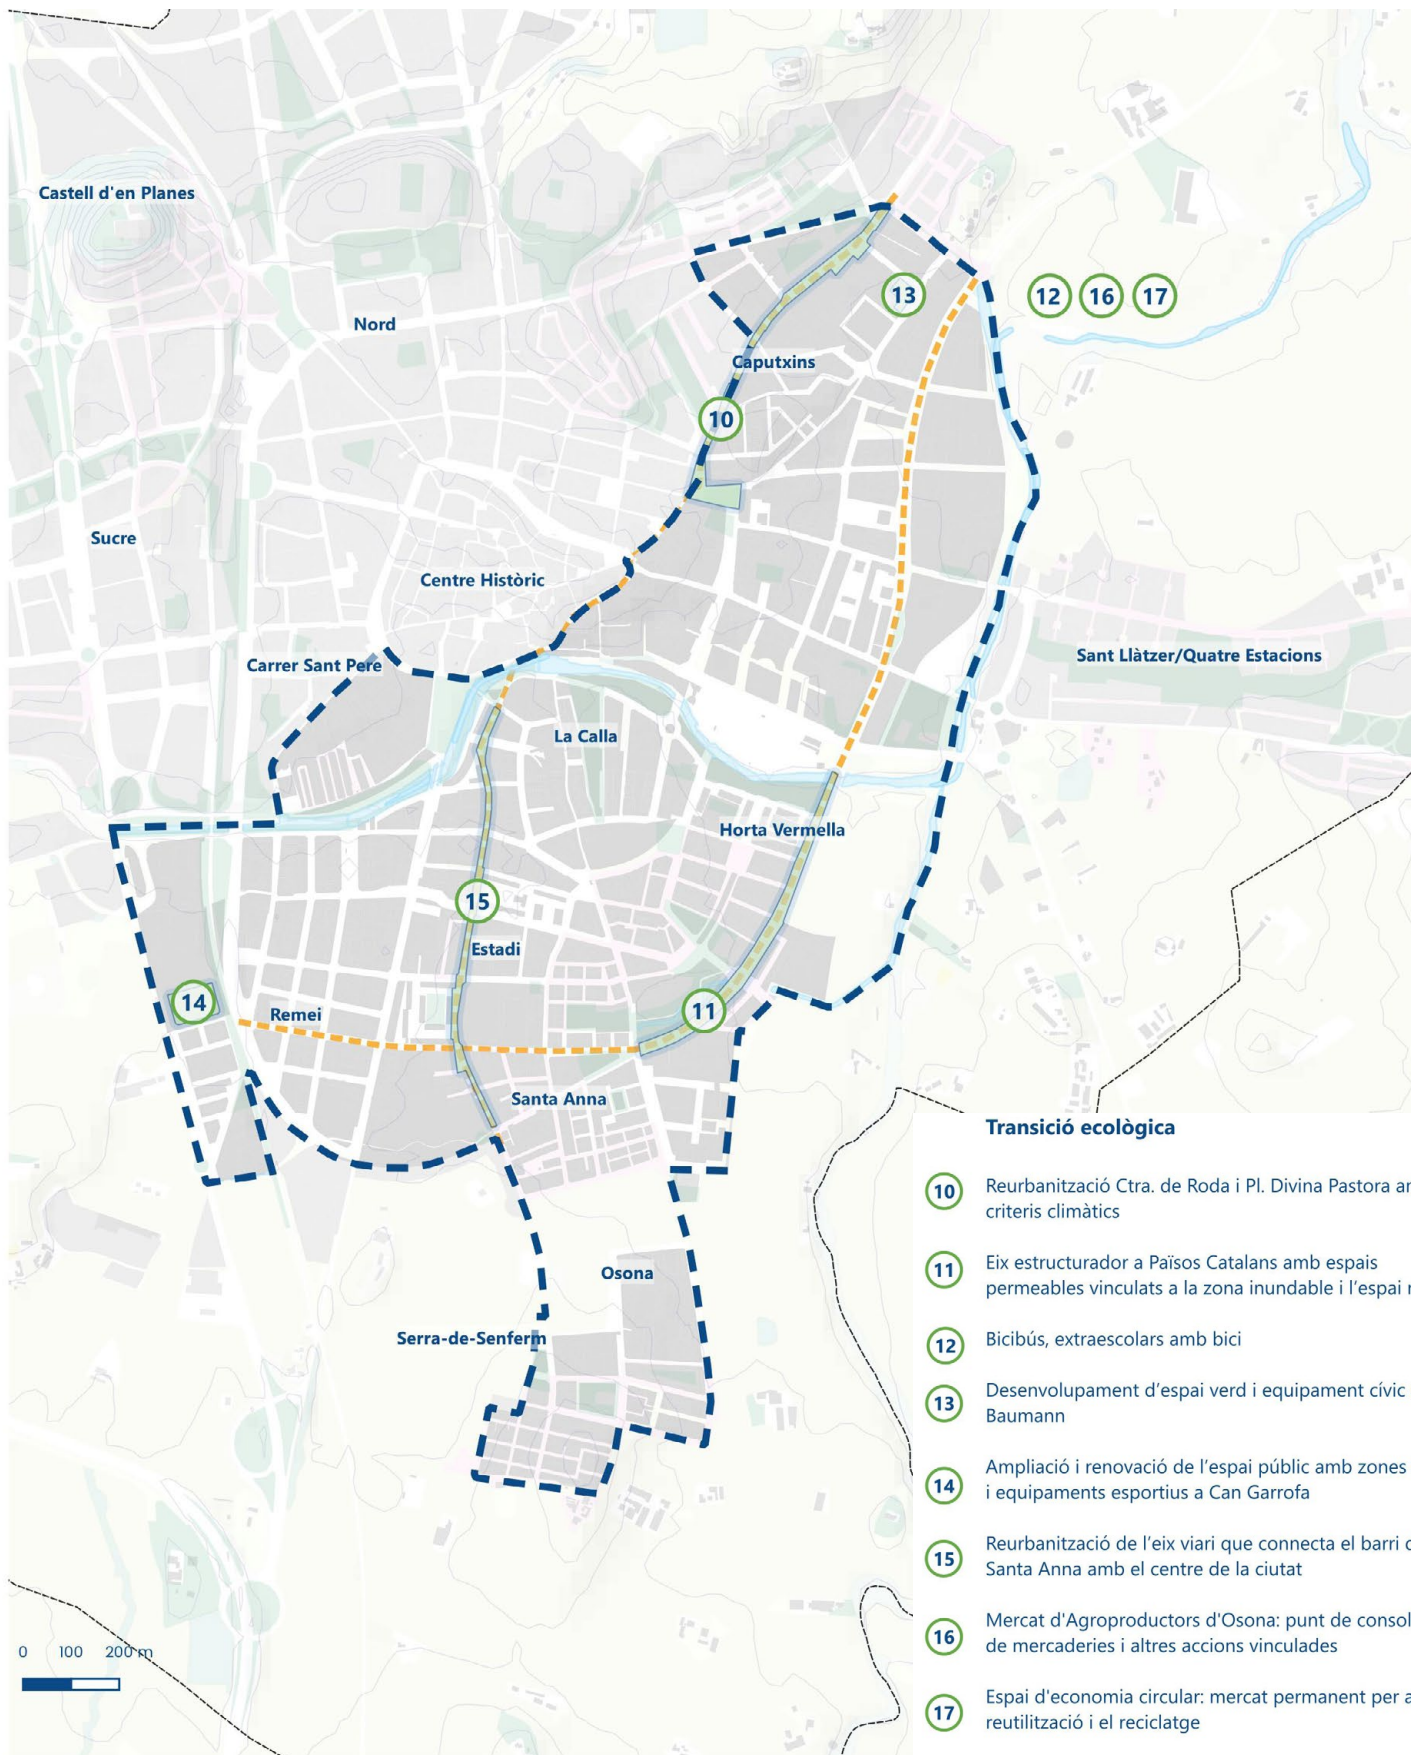 Castell d'en Planes
Nord
13
12
16
17
Caputxins
10
Sucre
Centre Històric
Carrer Sant Pere
Sant Llàtzer/Quatre Estacions
La Calla
Horta Vermella
15
Estadi
14
Remei
11
Santa Anna
Osona
Serra-de-Senferm
0 100 200 m
Transició ecològica
10 Reurbanització Ctra. de Roda i Pl. Divina Pastora
criteris climàtics
11 Eix estructurador a Països Catalans amb espais
permeables vinculats a la zona inundable i l'espai
12 Bicibús, extraescolars amb bici
13 Desenvolupament d'espai verd i equipament cívic
Baumann
14 Ampliació i renovació de l'espai públic amb zones
i equipaments esportius a Can Garrofa
15 Reurbanització de l'eix viari que connecta el barri
Santa Anna amb el centre de la ciutat
16 Mercat d'Agroproductors d'Osona: punt de consol
de mercaderies i altres accions vinculades
17 Espai d'economia circular: mercat permanent per a
reutilització i el reciclatge